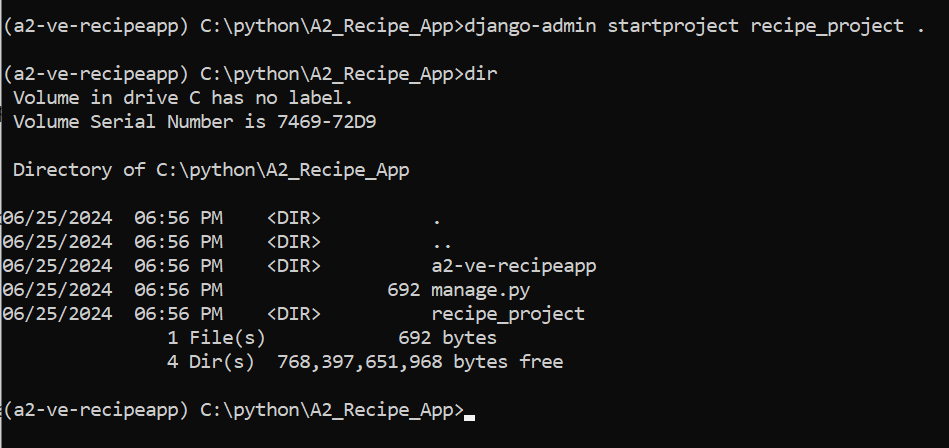 (a2-ve-recipeapp) C:\python\A2_Recipe_App>django-admin startproject recipe_project .
(a2-ve-recipeapp) C:\python\A2_Recipe_App>dir
 Volume in drive C has no label.
 Volume Serial Number is 7469-72D9
 Directory of C:\python\A2_Recipe_App
06/25/2024  06:56 PM    <DIR>          .
06/25/2024  06:56 PM    <DIR>          ..
06/25/2024  06:56 PM    <DIR>          a2-ve-recipeapp
06/25/2024  06:56 PM               692 manage.py
06/25/2024  06:56 PM    <DIR>          recipe_project
               1 File(s)            692 bytes
               4 Dir(s)  768,397,651,968 bytes free
(a2-ve-recipeapp) C:\python\A2_Recipe_App>